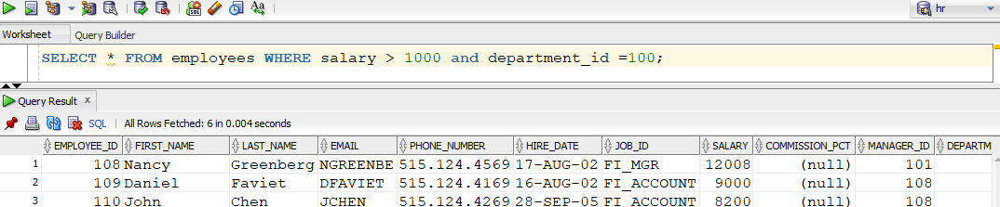 hr
Worksheet Query Builder
SELECT * FROM employees WHERE salary > 1000 and department_id =100;
Query Result x
SQL | All Rows Fetched: 6 in 0.004 seconds
EMPLOYEE_ID FIRST_NAME LAST_NAME EMAIL PHONE_NUMBER HIRE_DATE JOB_ID SALARY COMMISSION_PCT MANAGER_ID DEPARTM
1 108 Nancy Greenberg NGREENBE 515.124.4569 17-AUG-02 FI_MGR 12008 (null) 101
2 109 Daniel Faviet DFAVIET 515.124.4169 16-AUG-02 FI_ACCOUNT 9000 (null) 108
3 110 John Chen JCHEN 515.124.4269 28-SEP-05 FI_ACCOUNT 8200 (null) 108